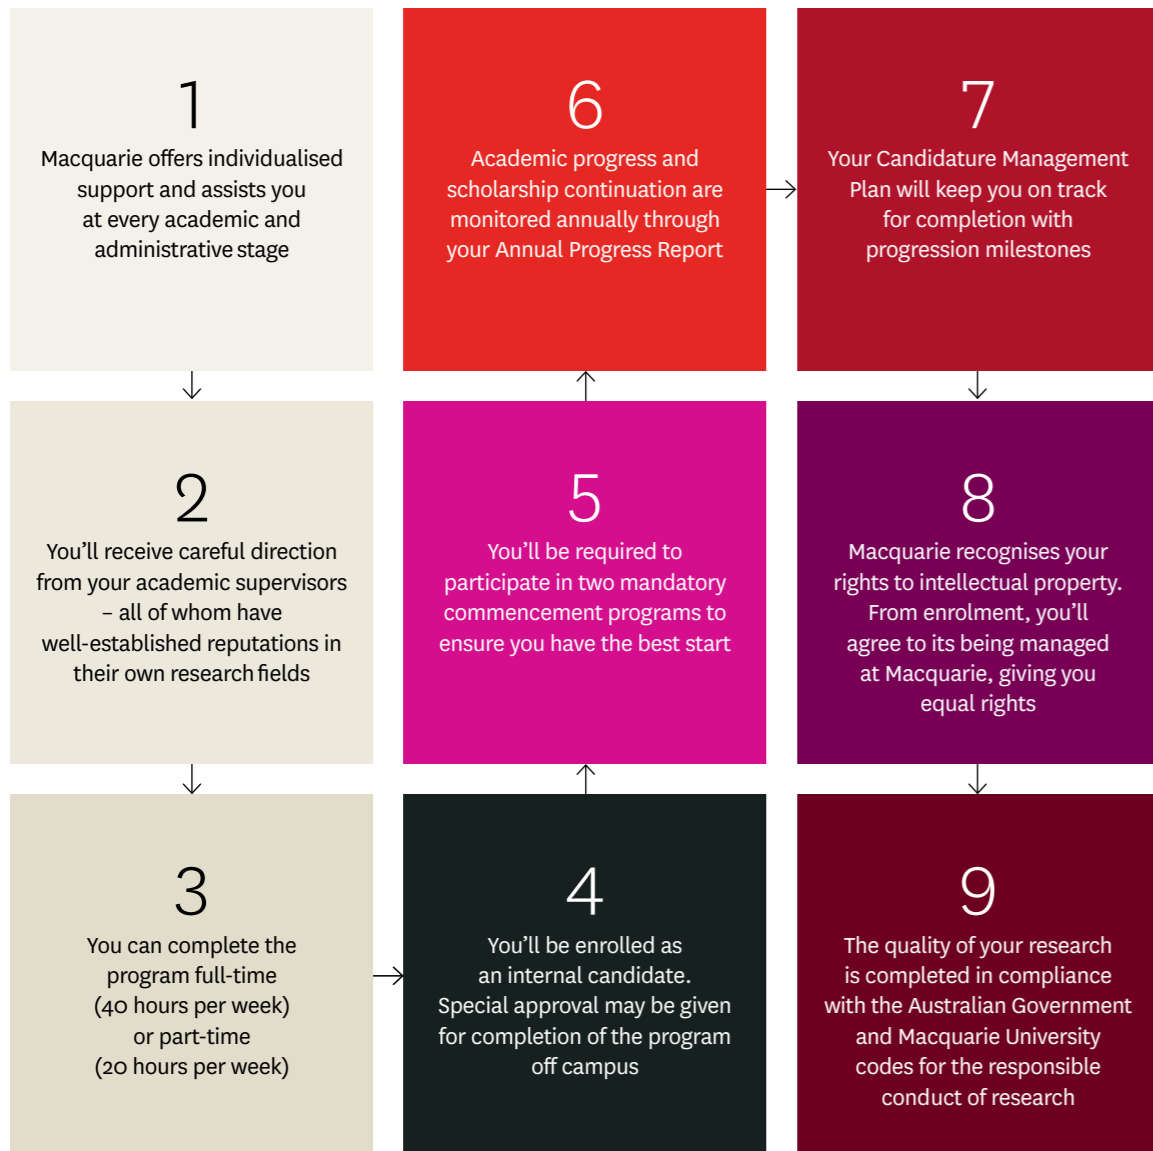 1
Macquarie offers individualised
support and assists you
at every academic and
administrative stage
2
You’ll receive careful direction
from your academic supervisors
– all of whom have
well-established reputations in
their own research fields
3
You can complete the
program full-time
(40 hours per week)
or part-time
(20 hours per week)
4
You’ll be enrolled as
an internal candidate.
Special approval may be given
for completion of the program
off campus
5
You’ll be required to
participate in two mandatory
commencement programs to
ensure you have the best start
6
Academic progress and
scholarship continuation are
monitored annually through
your Annual Progress Report
7
Your Candidature Management
Plan will keep you on track
for completion with
progression milestones
8
Macquarie recognises your
rights to intellectual property.
From enrolment, you’ll
agree to its being managed
at Macquarie, giving you
equal rights
9
The quality of your research
is completed in compliance
with the Australian Government
and Macquarie University
codes for the responsible
conduct of research